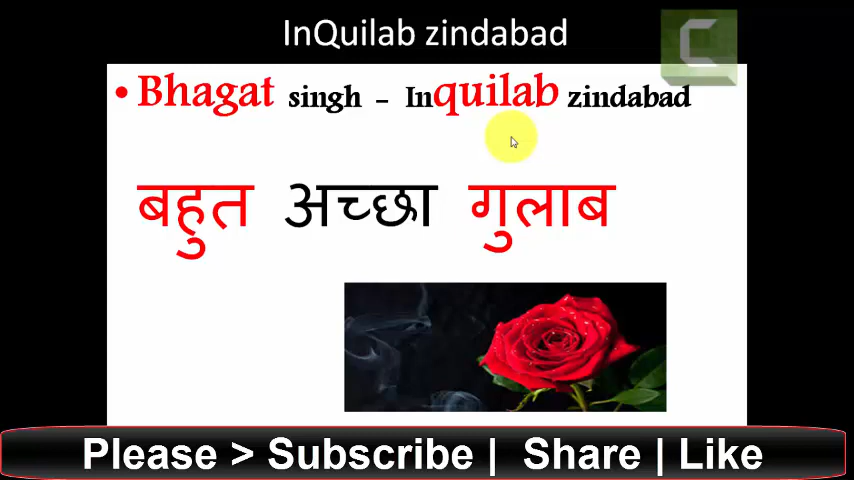 InQuilab zindabad
• Bhagat singh – Inquilab zindabad
बहुत अच्छा गुलाब
Please > Subscribe | Share | Like